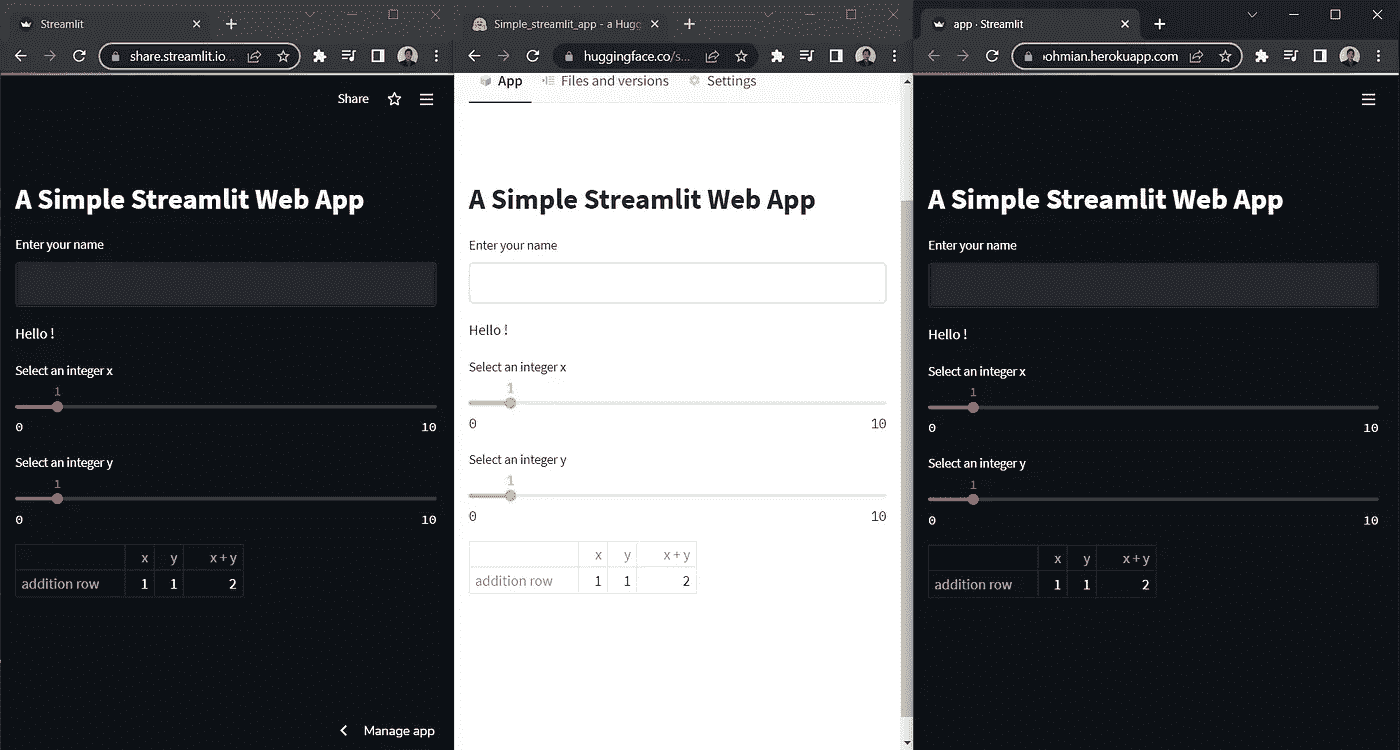 Streamlit
share.streamlit.io...
Share
A Simple Streamlit Web App
Enter your name
Hello !
Select an integer x
1
0 10
Select an integer y
1
0 10
x y x + y
addition row 1 1 2
Manage app
Simple_streamlit_app - a Hugg
huggingface.co/s...
App Files and versions Settings
A Simple Streamlit Web App
Enter your name
Hello !
Select an integer x
1
0 10
Select an integer y
1
0 10
x y x + y
addition row 1 1 2
app · Streamlit
ohmian.herokuapp.com
A Simple Streamlit Web App
Enter your name
Hello !
Select an integer x
1
0 10
Select an integer y
1
0 10
x y x + y
addition row 1 1 2